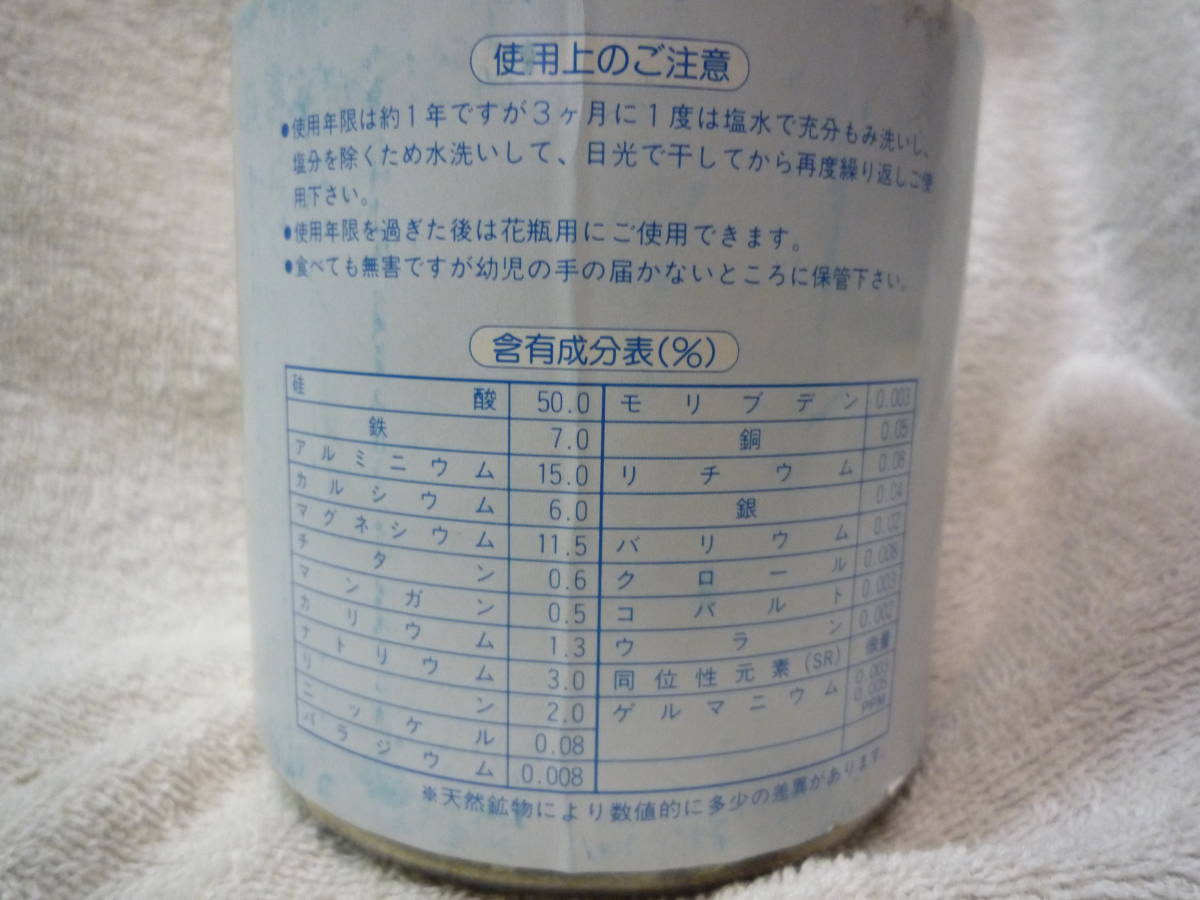 使用上のご注意
●使用年限は約1年ですが3ヶ月に1度は塩水で充分もみ洗いし、
塩分を除くため水洗いして、日光で干してから再度繰り返しご使
用下さい。
●使用年限を過ぎた後は花瓶用にご使用できます。
●食べても無害ですが幼児の手の届かないところに保管下さい。
含有成分表(%)
硅酸 50.0 モリブデン 0.003
鉄 7.0 銅 0.05
アルミニウム 15.0 リチウム 0.08
カルシウム 6.0 銀 0.04
マグネシウム 11.5 バリウム 0.02
チタン 0.6 クロール 0.008
マンガン 0.5 コバルト 0.003
カリウム 1.3 ウラン 0.002
ナトリウム 3.0 同位性元素(SR) 微量
リン 2.0 ゲルマニウム 0.003
0.005
PPM
ニッケル 0.08
パラジウム 0.008
※天然鉱物により数値的に多少の差異があります。